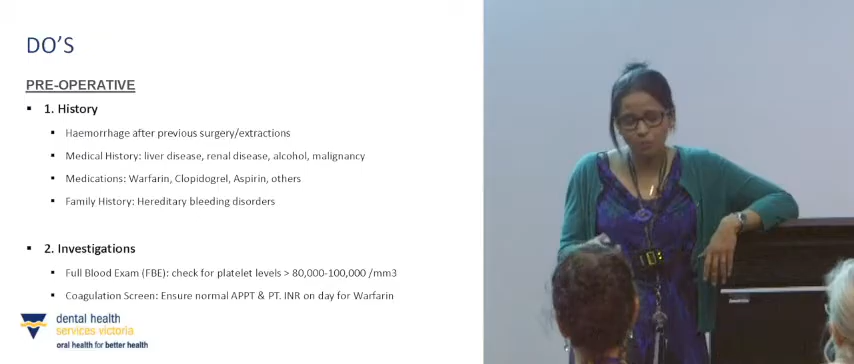 DO'S
PRE-OPERATIVE
1. History
Haemorrhage after previous surgery/extractions
Medical History: liver disease, renal disease, alcohol, malignancy
Medications: Warfarin, Clopidogrel, Aspirin, others
Family History: Hereditary bleeding disorders
2. Investigations
Full Blood Exam (FBE): check for platelet levels > 80,000-100,000 /mm3
Coagulation Screen: Ensure normal APPT & PT. INR on day for Warfarin
dental health
services victoria
oral health for better health